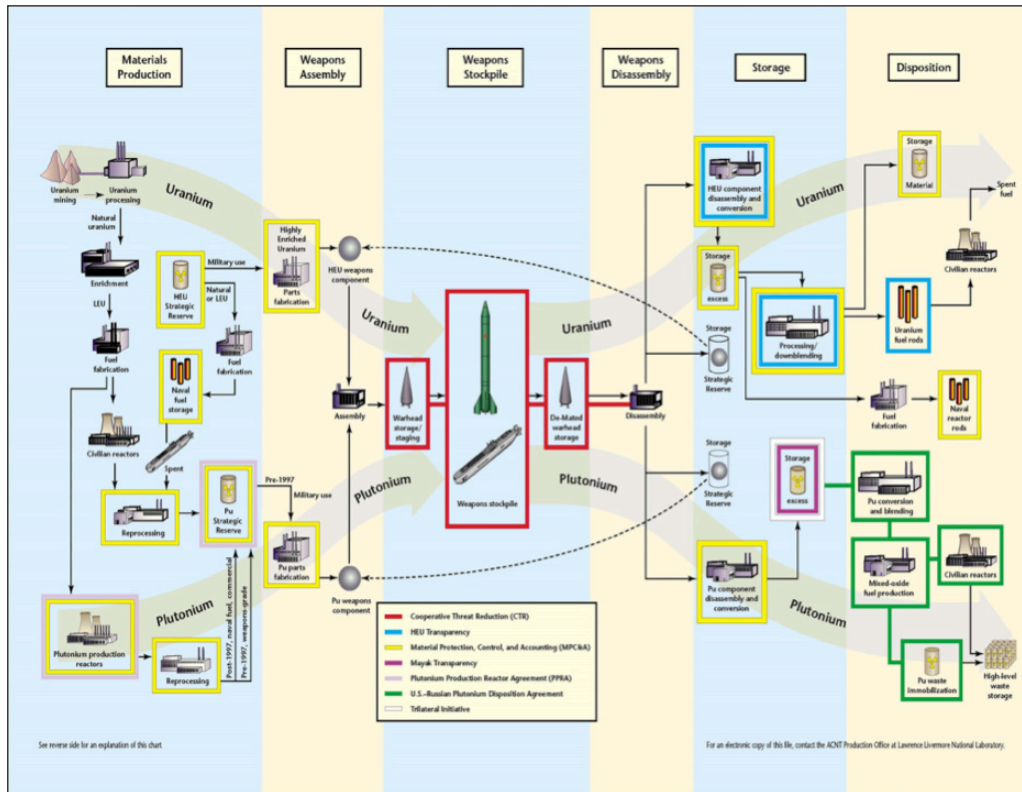 Materials
Production
Weapons
Assembly
Weapons
Stockpile
Weapons
Disassembly
Storage
Disposition
Uranium
mining
Uranium
processing
Natural
uranium
Enrichment
LEU
Fuel
fabrication
Civilian reactors
HEU
Strategic
Reserve
Military use
Natural
or LEU
Fuel
fabrication
Naval
fuel
storage
Spent
Reprocessing
Pu
Strategic
Reserve
Pre-1997
Military use
Plutonium production
reactors
Reprocessing
Post-1997, naval fuel, commercial
Pre-1997, weapons-grade
Uranium
Plutonium
Highly
Enriched
Uranium
Parts
fabrication
HEU weapons
component
Uranium
Assembly
Plutonium
Pu parts
fabrication
Pu weapons
component
Warhead
storage/
staging
Weapons stockpile
De-Mated
warhead
storage
Uranium
Plutonium
Disassembly
HEU component
disassembly and
conversion
Storage
excess
Storage
Strategic
Reserve
Storage
Strategic
Reserve
Pu component
disassembly and
conversion
Uranium
Processing/
downblending
Storage
excess
Plutonium
Storage
Material
Spent
fuel
Civilian reactors
Uranium
fuel rods
Fuel
fabrication
Naval
reactor
rods
Pu conversion
and blending
Mixed-oxide
fuel production
Civilian reactors
Pu waste
immobilization
High-level
waste
storage
Cooperative Threat Reduction (CTR)
HEU Transparency
Material Protection, Control, and Accounting (MPC&A)
Mayak Transparency
Plutonium Production Reactor Agreement (PPRA)
U.S.–Russian Plutonium Disposition Agreement
Trilateral Initiative
See reverse side for an explanation of this chart
For an electronic copy of this file, contact the ACNT Production Office at Lawrence Livermore National Laboratory.